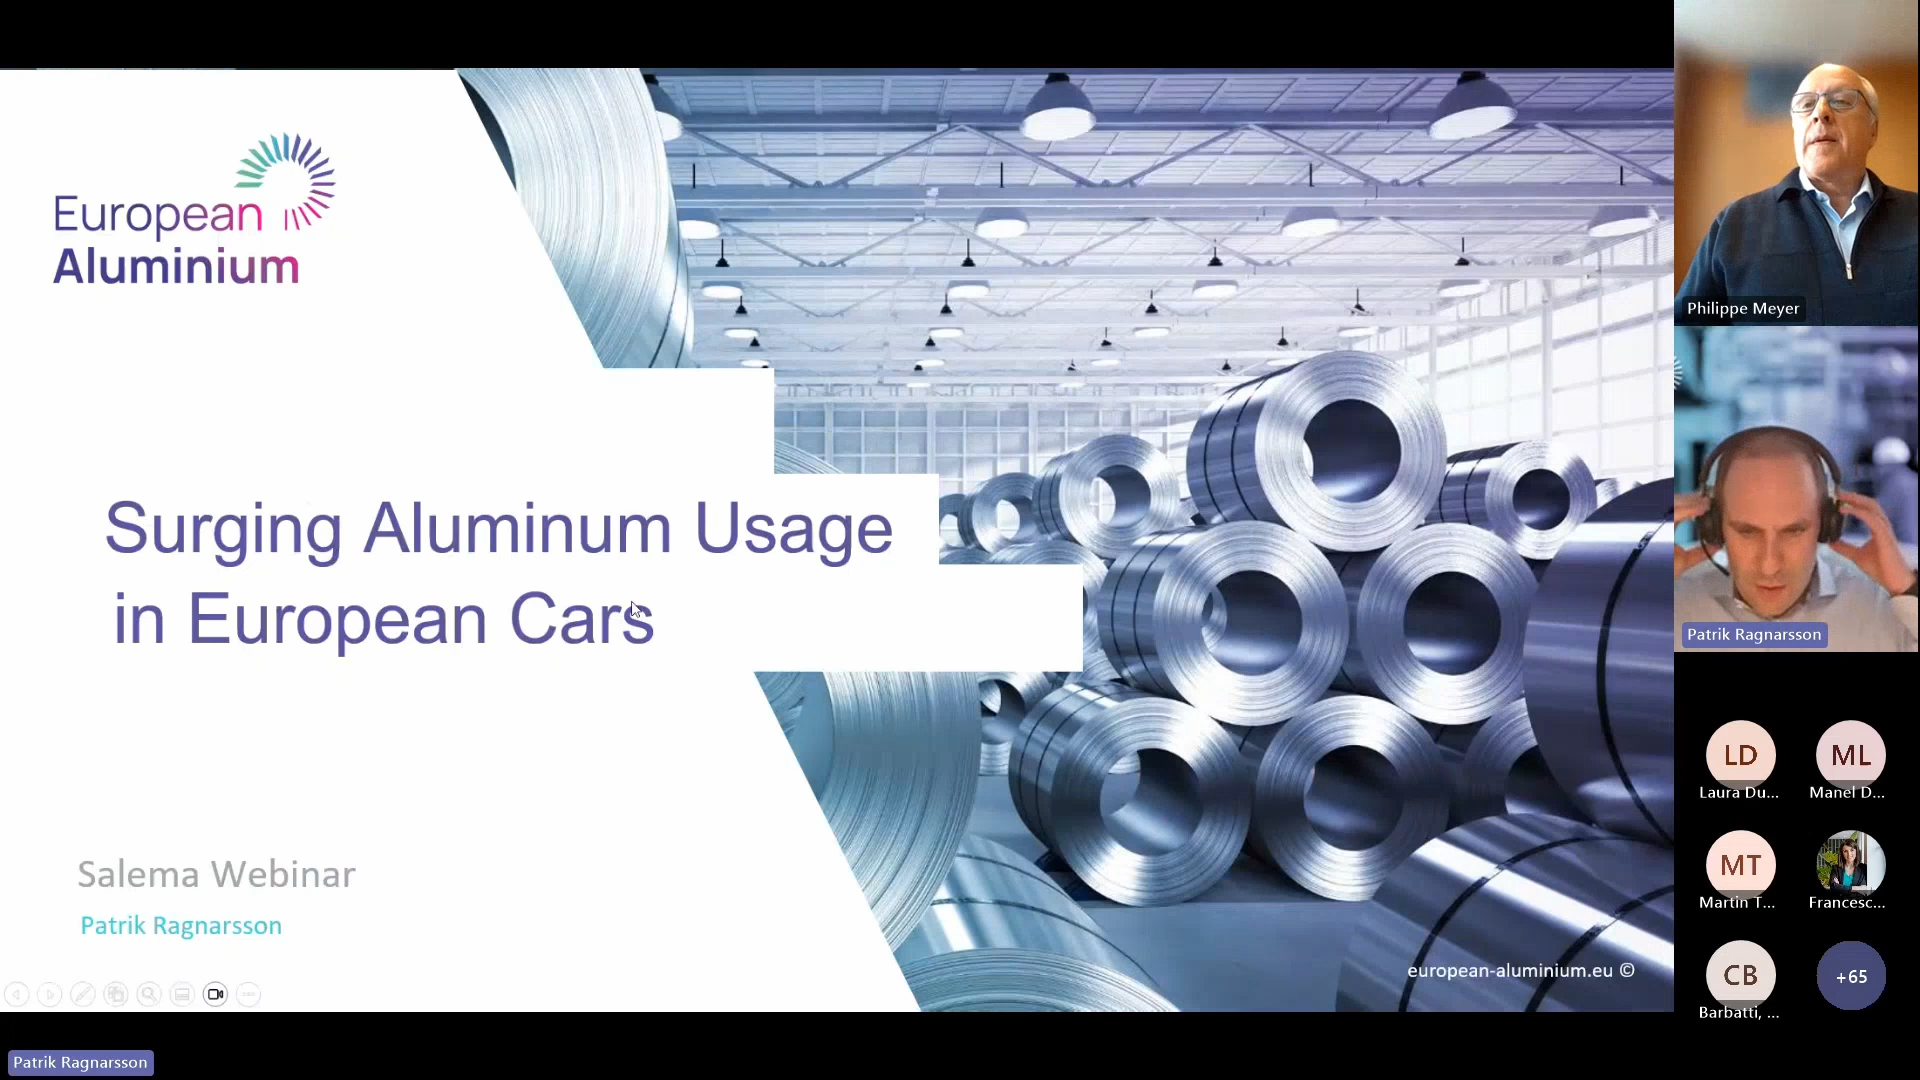 European
Aluminium
Surging Aluminum Usage
in European Cars
Salema Webinar
Patrik Ragnarsson
european-aluminium.eu ©
Patrik Ragnarsson
Philippe Meyer
Patrik Ragnarsson
LD
ML
Laura Du...
Manel D...
MT
Martin T...
Francesc...
CB
+65
Barbatti, ...